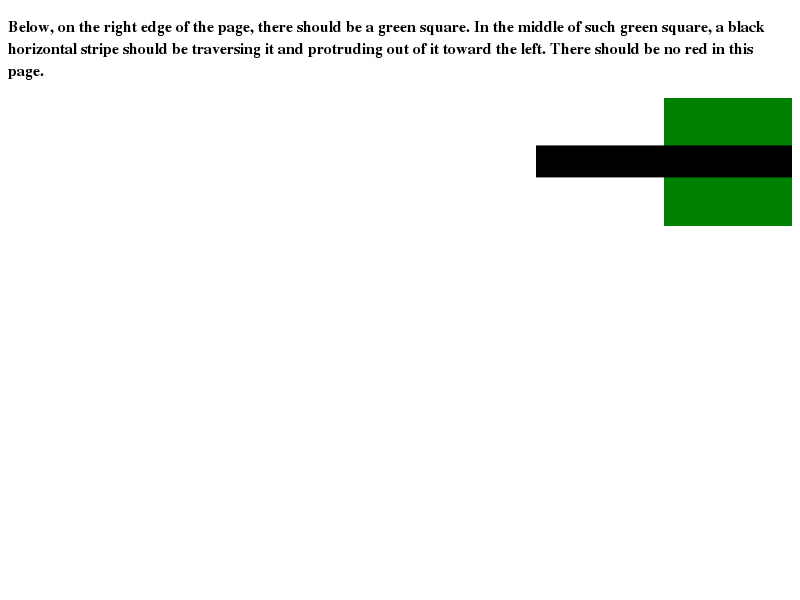 Below, on the right edge of the page, there should be a green square. In the middle of such green square, a black
horizontal stripe should be traversing it and protruding out of it toward the left. There should be no red in this
page.